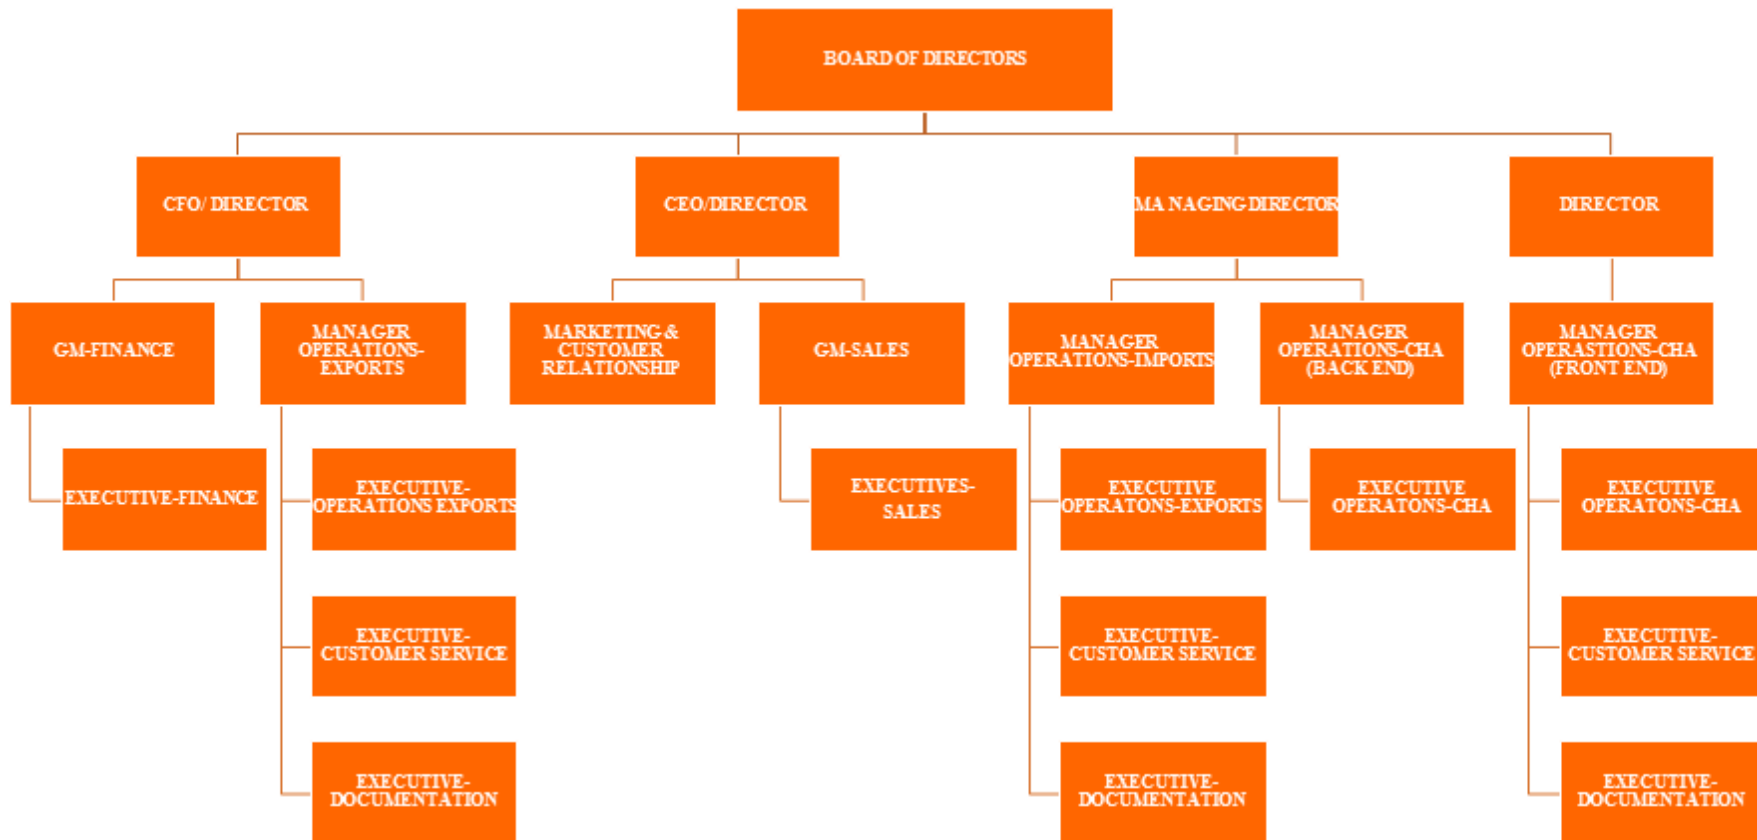 BOARD OF DIRECTORS
CFO/ DIRECTOR
CEO/DIRECTOR
MA NAGING DIRECTOR
DIRECTOR
GM-FINANCE
MANAGER
OPERATIONS-
EXPORTS
MARKETING &
CUSTOMER
RELATIONSHIP
GM-SALES
MANAGER
OPERATIONS-IMPORTS
MANAGER
OPERATIONS-CHA
(BACK END)
MANAGER
OPERASTIONS-CHA
(FRONT END)
EXECUTIVE-FINANCE
EXECUTIVE-
OPERATIONS EXPORTS
EXECUTIVES-
SALES
EXECUTIVE
OPERATONS-EXPORTS
EXECUTIVE
OPERATONS-CHA
EXECUTIVE
OPERATONS-CHA
EXECUTIVE-
CUSTOMER SERVICE
EXECUTIVE-
CUSTOMER SERVICE
EXECUTIVE-
CUSTOMER SERVICE
EXECUTIVE-
DOCUMENTATION
EXECUTIVE-
DOCUMENTATION
EXECUTIVE-
DOCUMENTATION